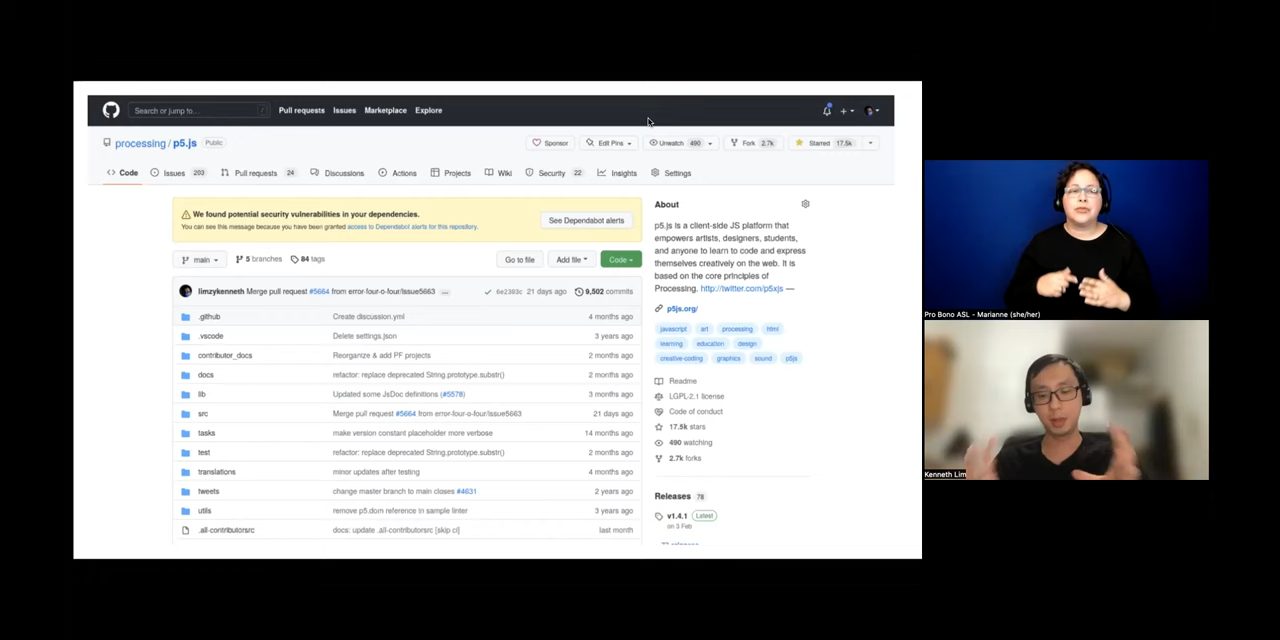 Search or jump to... / Pull requests Issues Marketplace Explore
processing / p5.js Public Sponsor Edit Pins Unwatch 490 Fork 2.7k Starred 17.5k
Code Issues 203 Pull requests 24 Discussions Actions Projects Wiki Security 22 Insights Settings
We found potential security vulnerabilities in your dependencies.
You can see this message because you have been granted access to Dependabot alerts for this repository.
See Dependabot alerts
main 5 branches 84 tags Go to file Add file Code
limzykenneth Merge pull request #5664 from error-four-o-four/issue5663 ... 6e2383c 21 days ago 9,502 commits
.github Create discussion.yml 4 months ago
.vscode Delete settings.json 3 years ago
contributor_docs Reorganize & add PF projects 2 months ago
docs refactor: replace deprecated String.prototype.substr() 2 months ago
lib Updated some JsDoc definitions (#5578) 3 months ago
src Merge pull request #5664 from error-four-o-four/issue5663 21 days ago
tasks make version constant placeholder more verbose 14 months ago
test refactor: replace deprecated String.prototype.substr() 2 months ago
translations minor updates after testing 4 months ago
tweets change master branch to main closes #4631 2 years ago
utils remove p5.dom reference in sample linter 3 years ago
.all-contributorsrc docs: update .all-contributorsrc [skip ci] last month
About
p5.js is a client-side JS platform that
empowers artists, designers, students,
and anyone to learn to code and express
themselves creatively on the web. It is
based on the core principles of
Processing. http://twitter.com/p5xjs —
p5js.org/
javascript art processing html
learning education design
creative-coding graphics sound p5js
Readme
LGPL-2.1 license
Code of conduct
17.5k stars
490 watching
2.7k forks
Releases 78
v1.4.1 Latest
on 3 Feb
Pro Bono ASL - Marianne (she/her)
Kenneth Lim